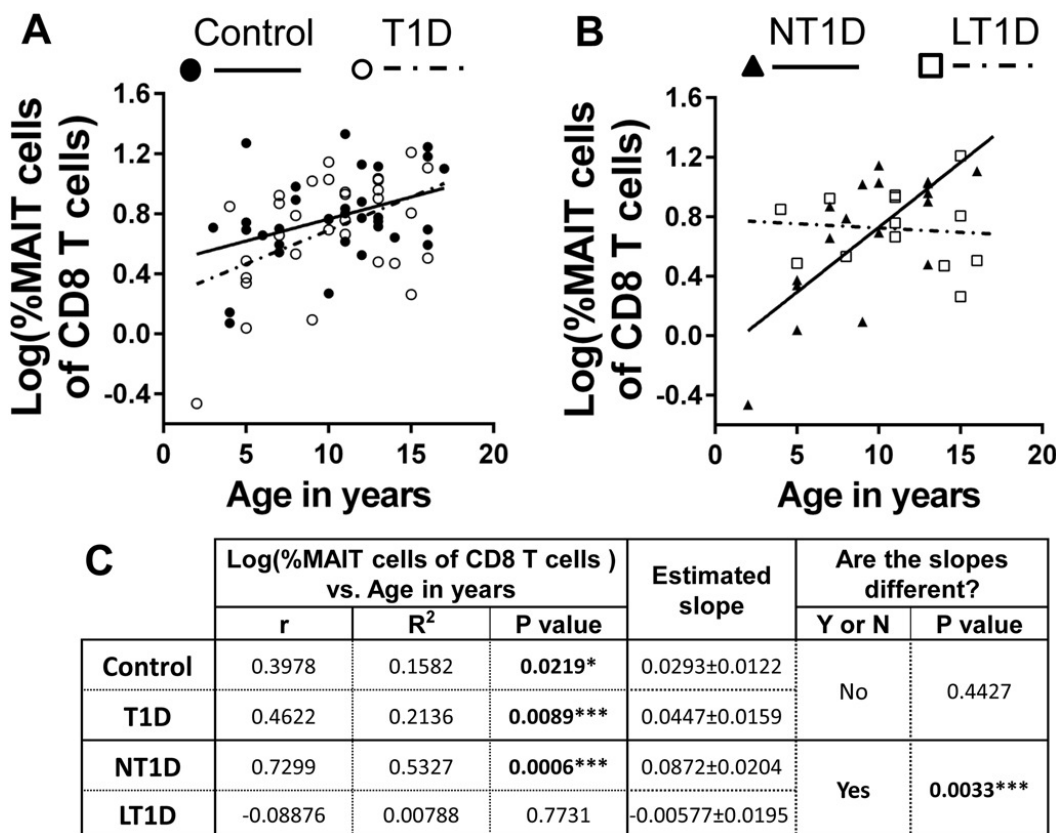 A
Control
T1D
Log(%MAIT cells
of CD8 T cells)
1.6
1.2
0.8
0.4
0.0
-0.4
0
5
10
15
20
Age in years
B
NT1D
LT1D
Log(%MAIT cells
of CD8 T cells)
1.6
1.2
0.8
0.4
0.0
-0.4
0
5
10
15
20
Age in years
C
Log(%MAIT cells of CD8 T cells )
vs. Age in years
Estimated
slope
Are the slopes
different?
r R² P value Y or N P value
Control 0.3978 0.1582 0.0219* 0.0293±0.0122
No 0.4427
T1D 0.4622 0.2136 0.0089*** 0.0447±0.0159
NT1D 0.7299 0.5327 0.0006*** 0.0872±0.0204
Yes 0.0033***
LT1D -0.08876 0.00788 0.7731 -0.00577±0.0195